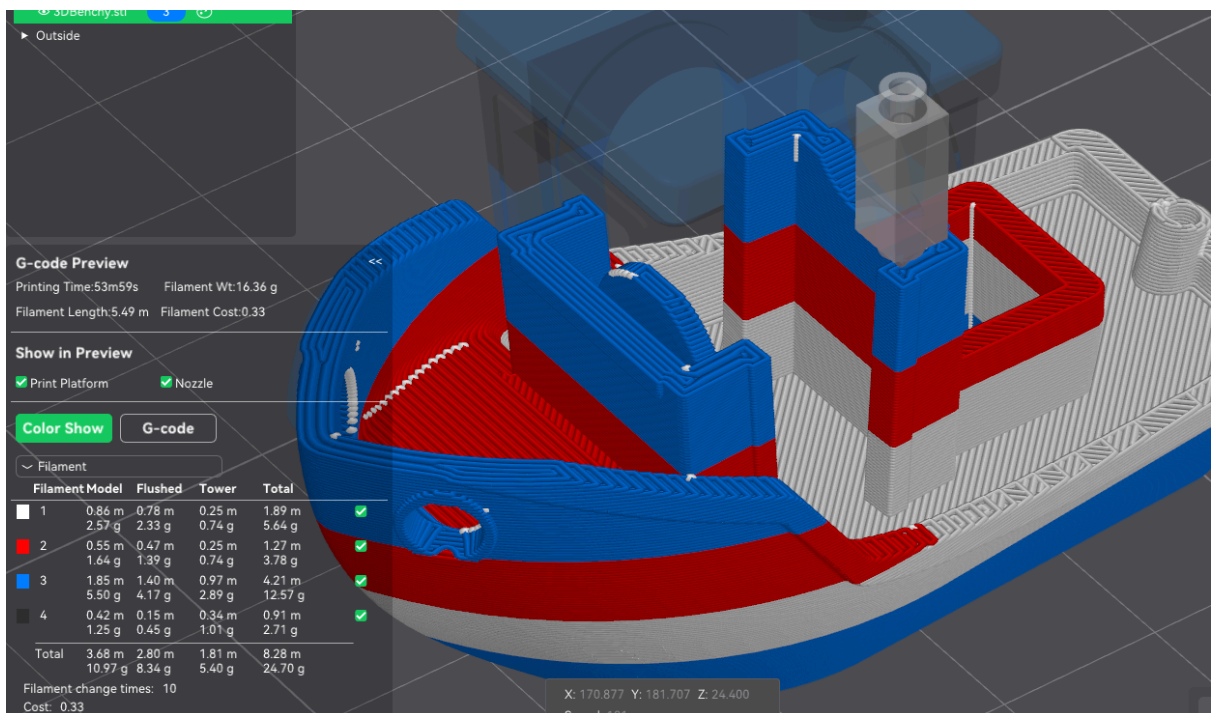 3DBenchy.stl 3
Outside
G-code Preview <<
Printing Time:53m59s Filament Wt:16.36 g
Filament Length:5.49 m Filament Cost:0.33
Show in Preview
Print Platform Nozzle
Color Show G-code
Filament
Filament Model Flushed Tower Total
1 0.86 m 0.78 m 0.25 m 1.89 m
2.57 g 2.33 g 0.74 g 5.64 g
2 0.55 m 0.47 m 0.25 m 1.27 m
1.64 g 1.39 g 0.74 g 3.78 g
3 1.85 m 1.40 m 0.97 m 4.21 m
5.50 g 4.17 g 2.89 g 12.57 g
4 0.42 m 0.15 m 0.34 m 0.91 m
1.25 g 0.45 g 1.01 g 2.71 g
Total 3.68 m 2.80 m 1.81 m 8.28 m
10.97 g 8.34 g 5.40 g 24.70 g
Filament change times: 10
Cost: 0.33
X: 170.877 Y: 181.707 Z: 24.400